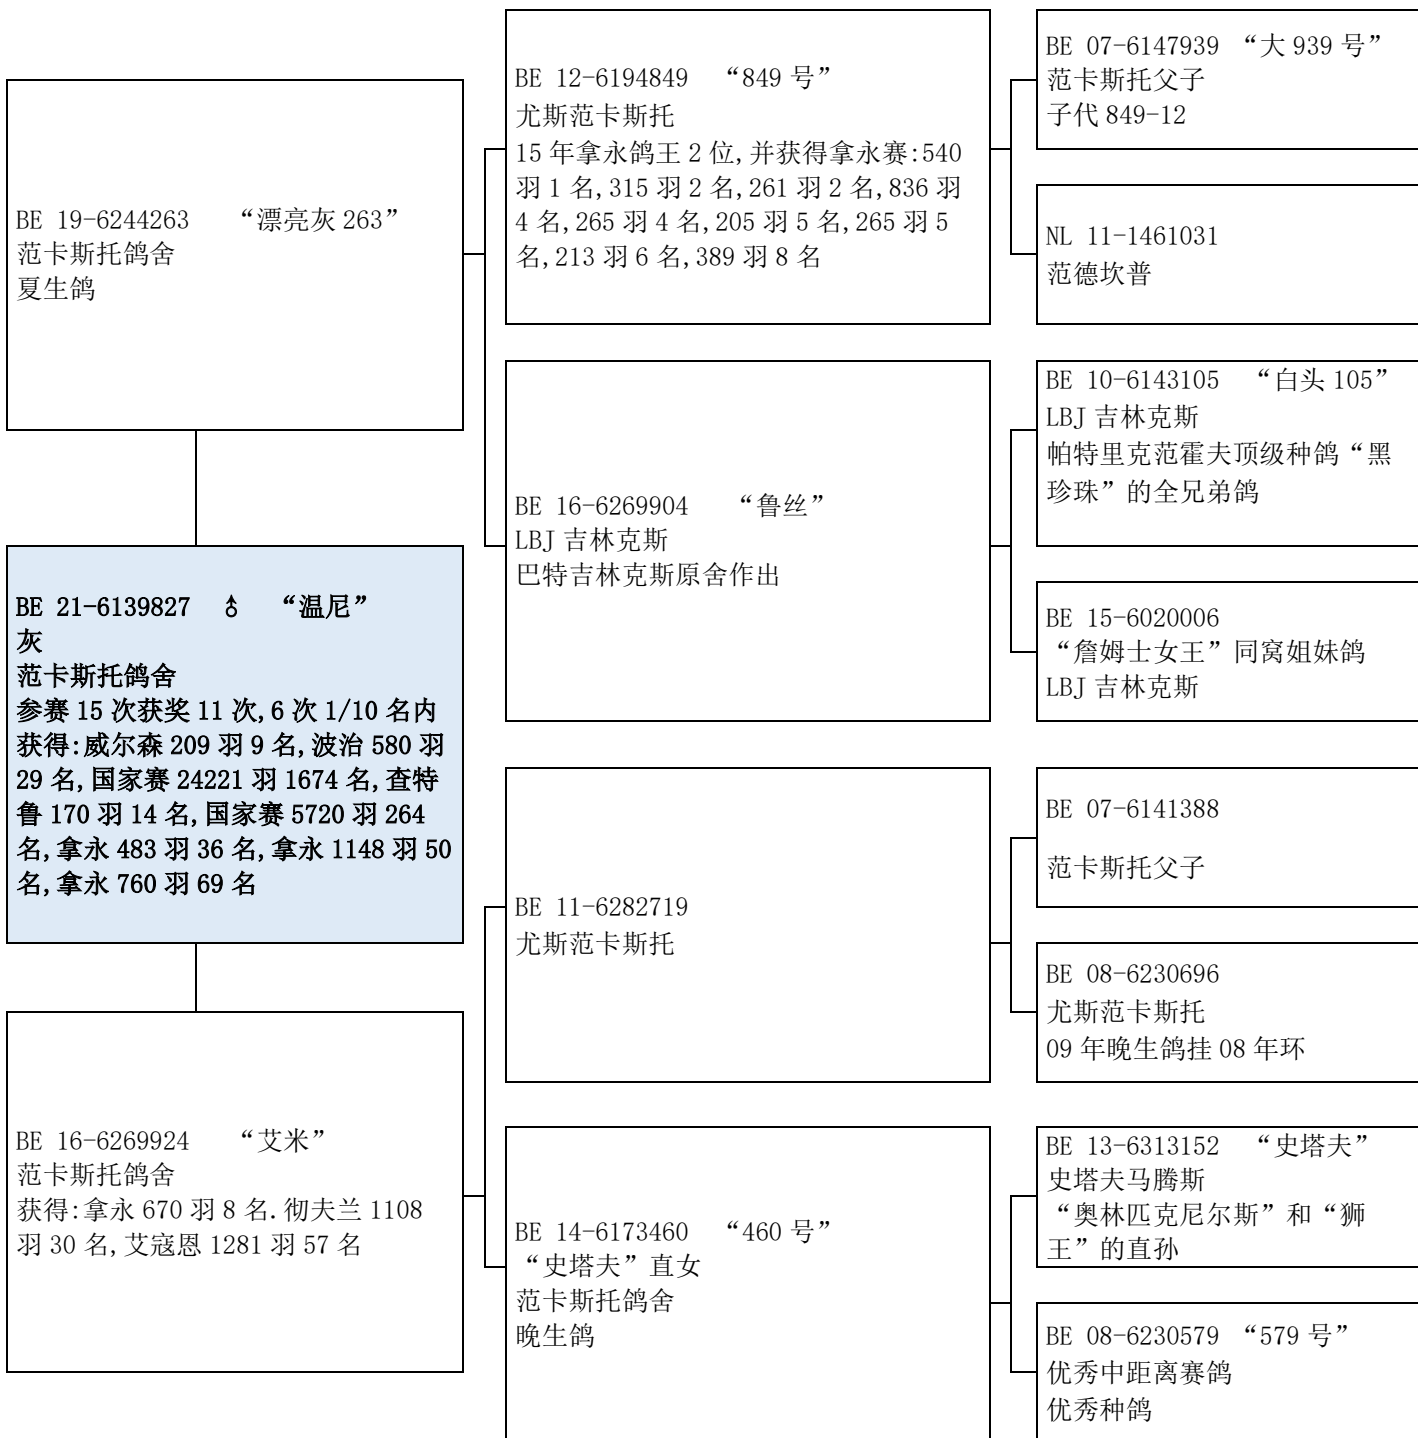 BE 19-6244263 “漂亮灰 263”
范卡斯托鸽舍
夏生鸽
BE 21-6139827 ♂ “温尼”
灰
范卡斯托鸽舍
参赛 15 次获奖 11 次,6 次 1/10 名内
获得:威尔森 209 羽 9 名,波治 580 羽
29 名,国家赛 24221 羽 1674 名,查特
鲁 170 羽 14 名,国家赛 5720 羽 264
名,拿永 483 羽 36 名,拿永 1148 羽 50
名,拿永 760 羽 69 名
BE 16-6269924 “艾米”
范卡斯托鸽舍
获得:拿永 670 羽 8 名.彻夫兰 1108
羽 30 名,艾寇恩 1281 羽 57 名
BE 12-6194849 “849 号”
尤斯范卡斯托
15 年拿永鸽王 2 位,并获得拿永赛:540
羽 1 名,315 羽 2 名,261 羽 2 名,836 羽
4 名,265 羽 4 名,205 羽 5 名,265 羽 5
名,213 羽 6 名,389 羽 8 名
BE 16-6269904 “鲁丝”
LBJ 吉林克斯
巴特吉林克斯原舍作出
BE 11-6282719
尤斯范卡斯托
BE 14-6173460 “460 号”
“史塔夫”直女
范卡斯托鸽舍
晚生鸽
BE 07-6147939 “大 939 号”
范卡斯托父子
子代 849-12
NL 11-1461031
范德坎普
BE 10-6143105 “白头 105”
LBJ 吉林克斯
帕特里克范霍夫顶级种鸽“黑
珍珠”的全兄弟鸽
BE 15-6020006
“詹姆士女王”同窝姐妹鸽
LBJ 吉林克斯
BE 07-6141388
范卡斯托父子
BE 08-6230696
尤斯范卡斯托
09 年晚生鸽挂 08 年环
BE 13-6313152 “史塔夫”
史塔夫马腾斯
“奥林匹克尼尔斯”和“狮
王”的直孙
BE 08-6230579 “579 号”
优秀中距离赛鸽
优秀种鸽